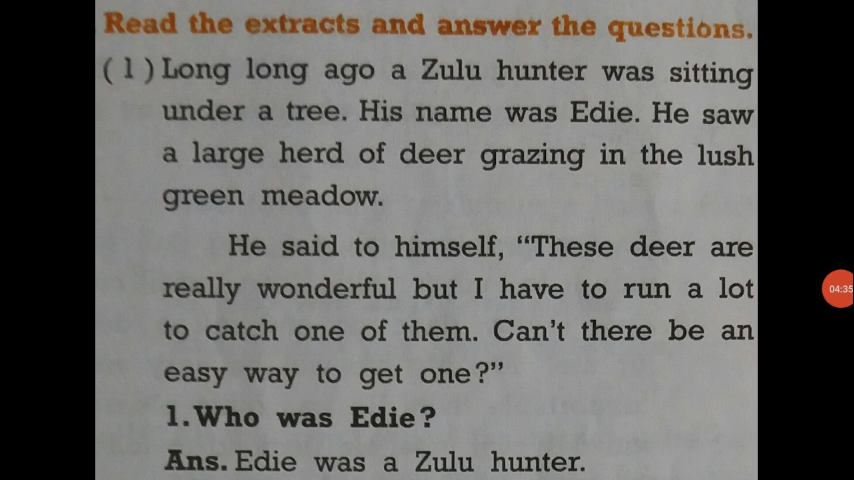 Read the extracts and answer the questions.
(1) Long long ago a Zulu hunter was sitting
under a tree. His name was Edie. He saw
a large herd of deer grazing in the lush
green meadow.
He said to himself, “These deer are
really wonderful but I have to run a lot
to catch one of them. Can’t there be an
easy way to get one?”
04:35
1. Who was Edie?
Ans. Edie was a Zulu hunter.